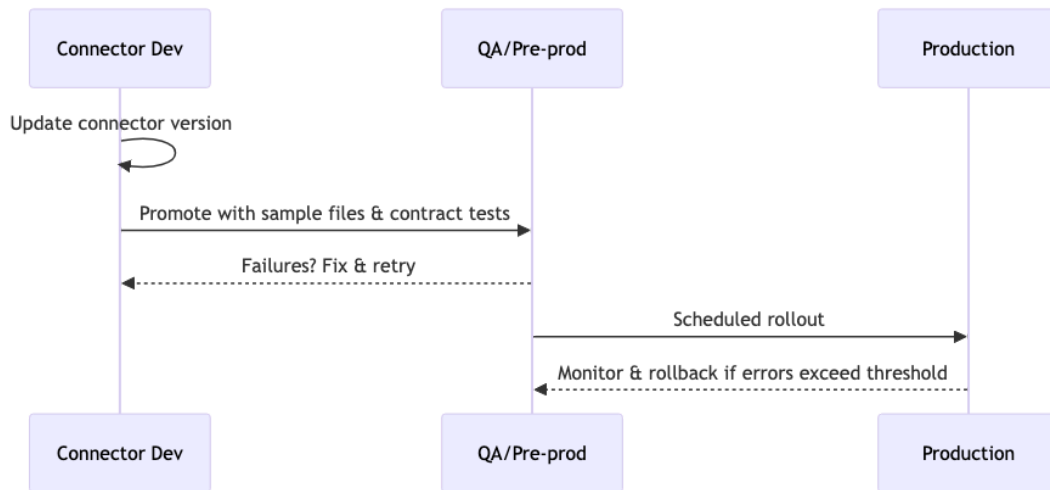 Connector Dev
QA/Pre-prod
Production
Update connector version
Promote with sample files & contract tests
Failures? Fix & retry
Scheduled rollout
Monitor & rollback if errors exceed threshold
Connector Dev
QA/Pre-prod
Production